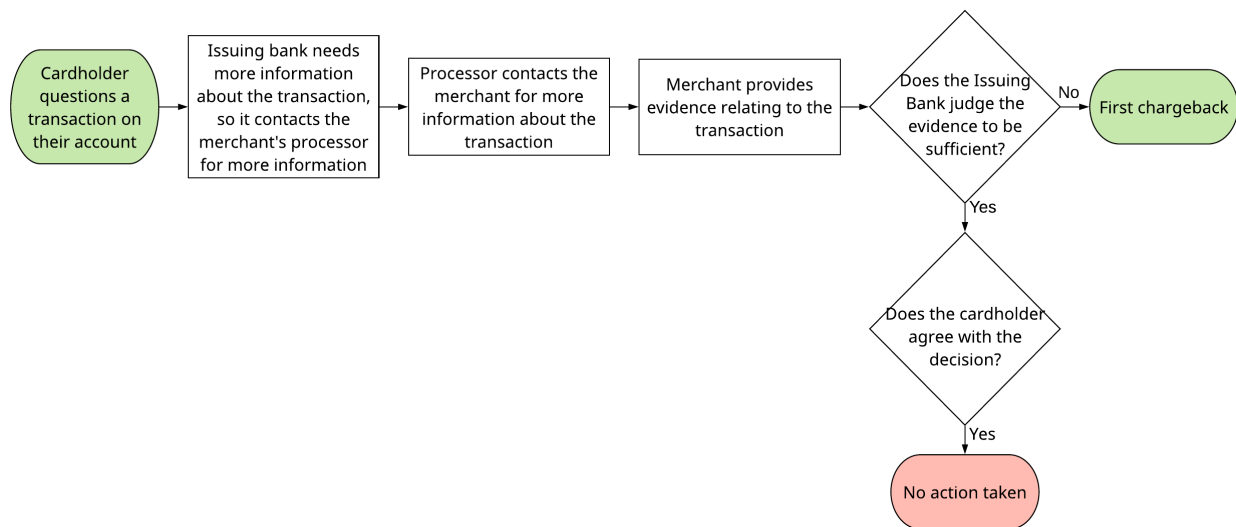 Cardholder
questions a
transaction on
their account
Issuing bank needs
more information
about the transaction,
so it contacts the
merchant's processor
for more information
Processor contacts the
merchant for more
information about the
transaction
Merchant provides
evidence relating to the
transaction
Does the Issuing
Bank judge the
evidence to be
sufficient?
No
First chargeback
Yes
Does the cardholder
agree with the
decision?
Yes
No action taken